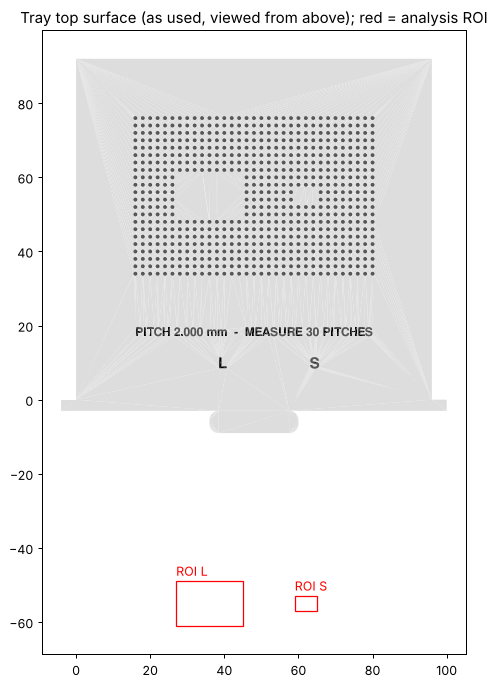 Tray top surface (as used, viewed from above); red = analysis ROI
80
60
40
20
0
−20
−40
−60
PITCH 2.000 mm - MEASURE 30 PITCHES
L S
ROI L
ROI S
0 20 40 60 80 100